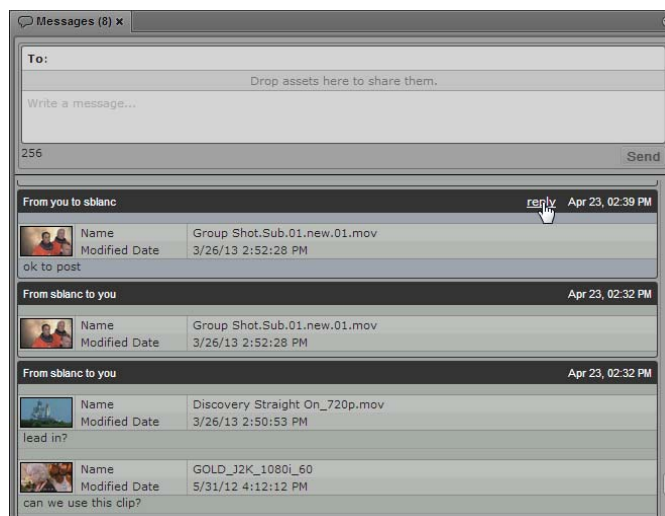 Messages (8) x
To:
Drop assets here to share them.
Write a message...
256
Send
From you to sblanc reply Apr 23, 02:39 PM
Name Group Shot.Sub.01.new.01.mov
Modified Date 3/26/13 2:52:28 PM
ok to post
From sblanc to you Apr 23, 02:32 PM
Name Group Shot.Sub.01.new.01.mov
Modified Date 3/26/13 2:52:28 PM
From sblanc to you Apr 23, 02:32 PM
Name Discovery Straight On_720p.mov
Modified Date 3/26/13 2:50:53 PM
lead in?
Name GOLD_J2K_1080i_60
Modified Date 5/31/12 4:12:12 PM
can we use this clip?